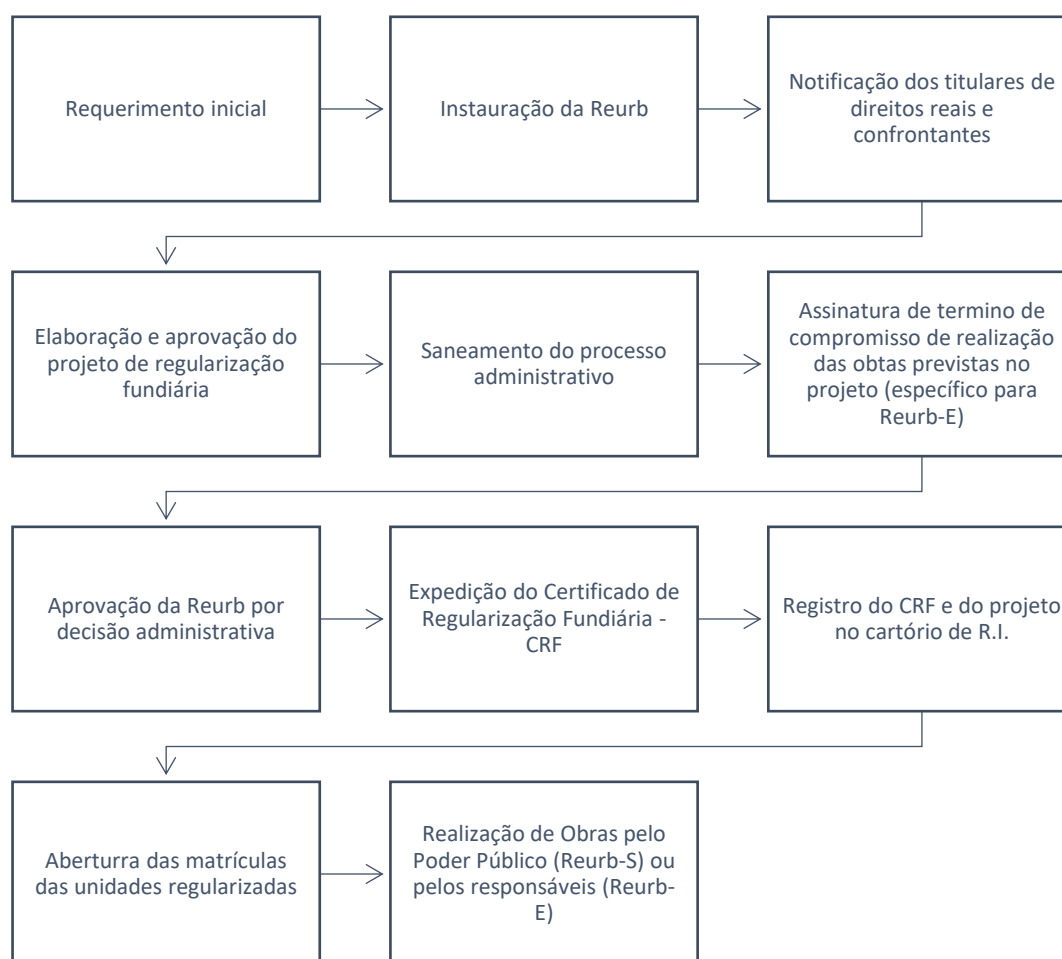 Requerimento inicial
Instauração da Reurb
Notificação dos titulares de
direitos reais e
confrontantes
Elaboração e aprovação do
projeto de regularização
fundiária
Saneamento do processo
administrativo
Assinatura de termino de
compromisso de realização
das obtas previstas no
projeto (específico para
Reurb-E)
Aprovação da Reurb por
decisão administrativa
Expedição do Certificado de
Regularização Fundiária -
CRF
Registro do CRF e do projeto
no cartório de R.I.
Aberturra das matrículas
das unidades regularizadas
Realização de Obras pelo
Poder Público (Reurb-S) ou
pelos responsáveis (Reurb-
E)